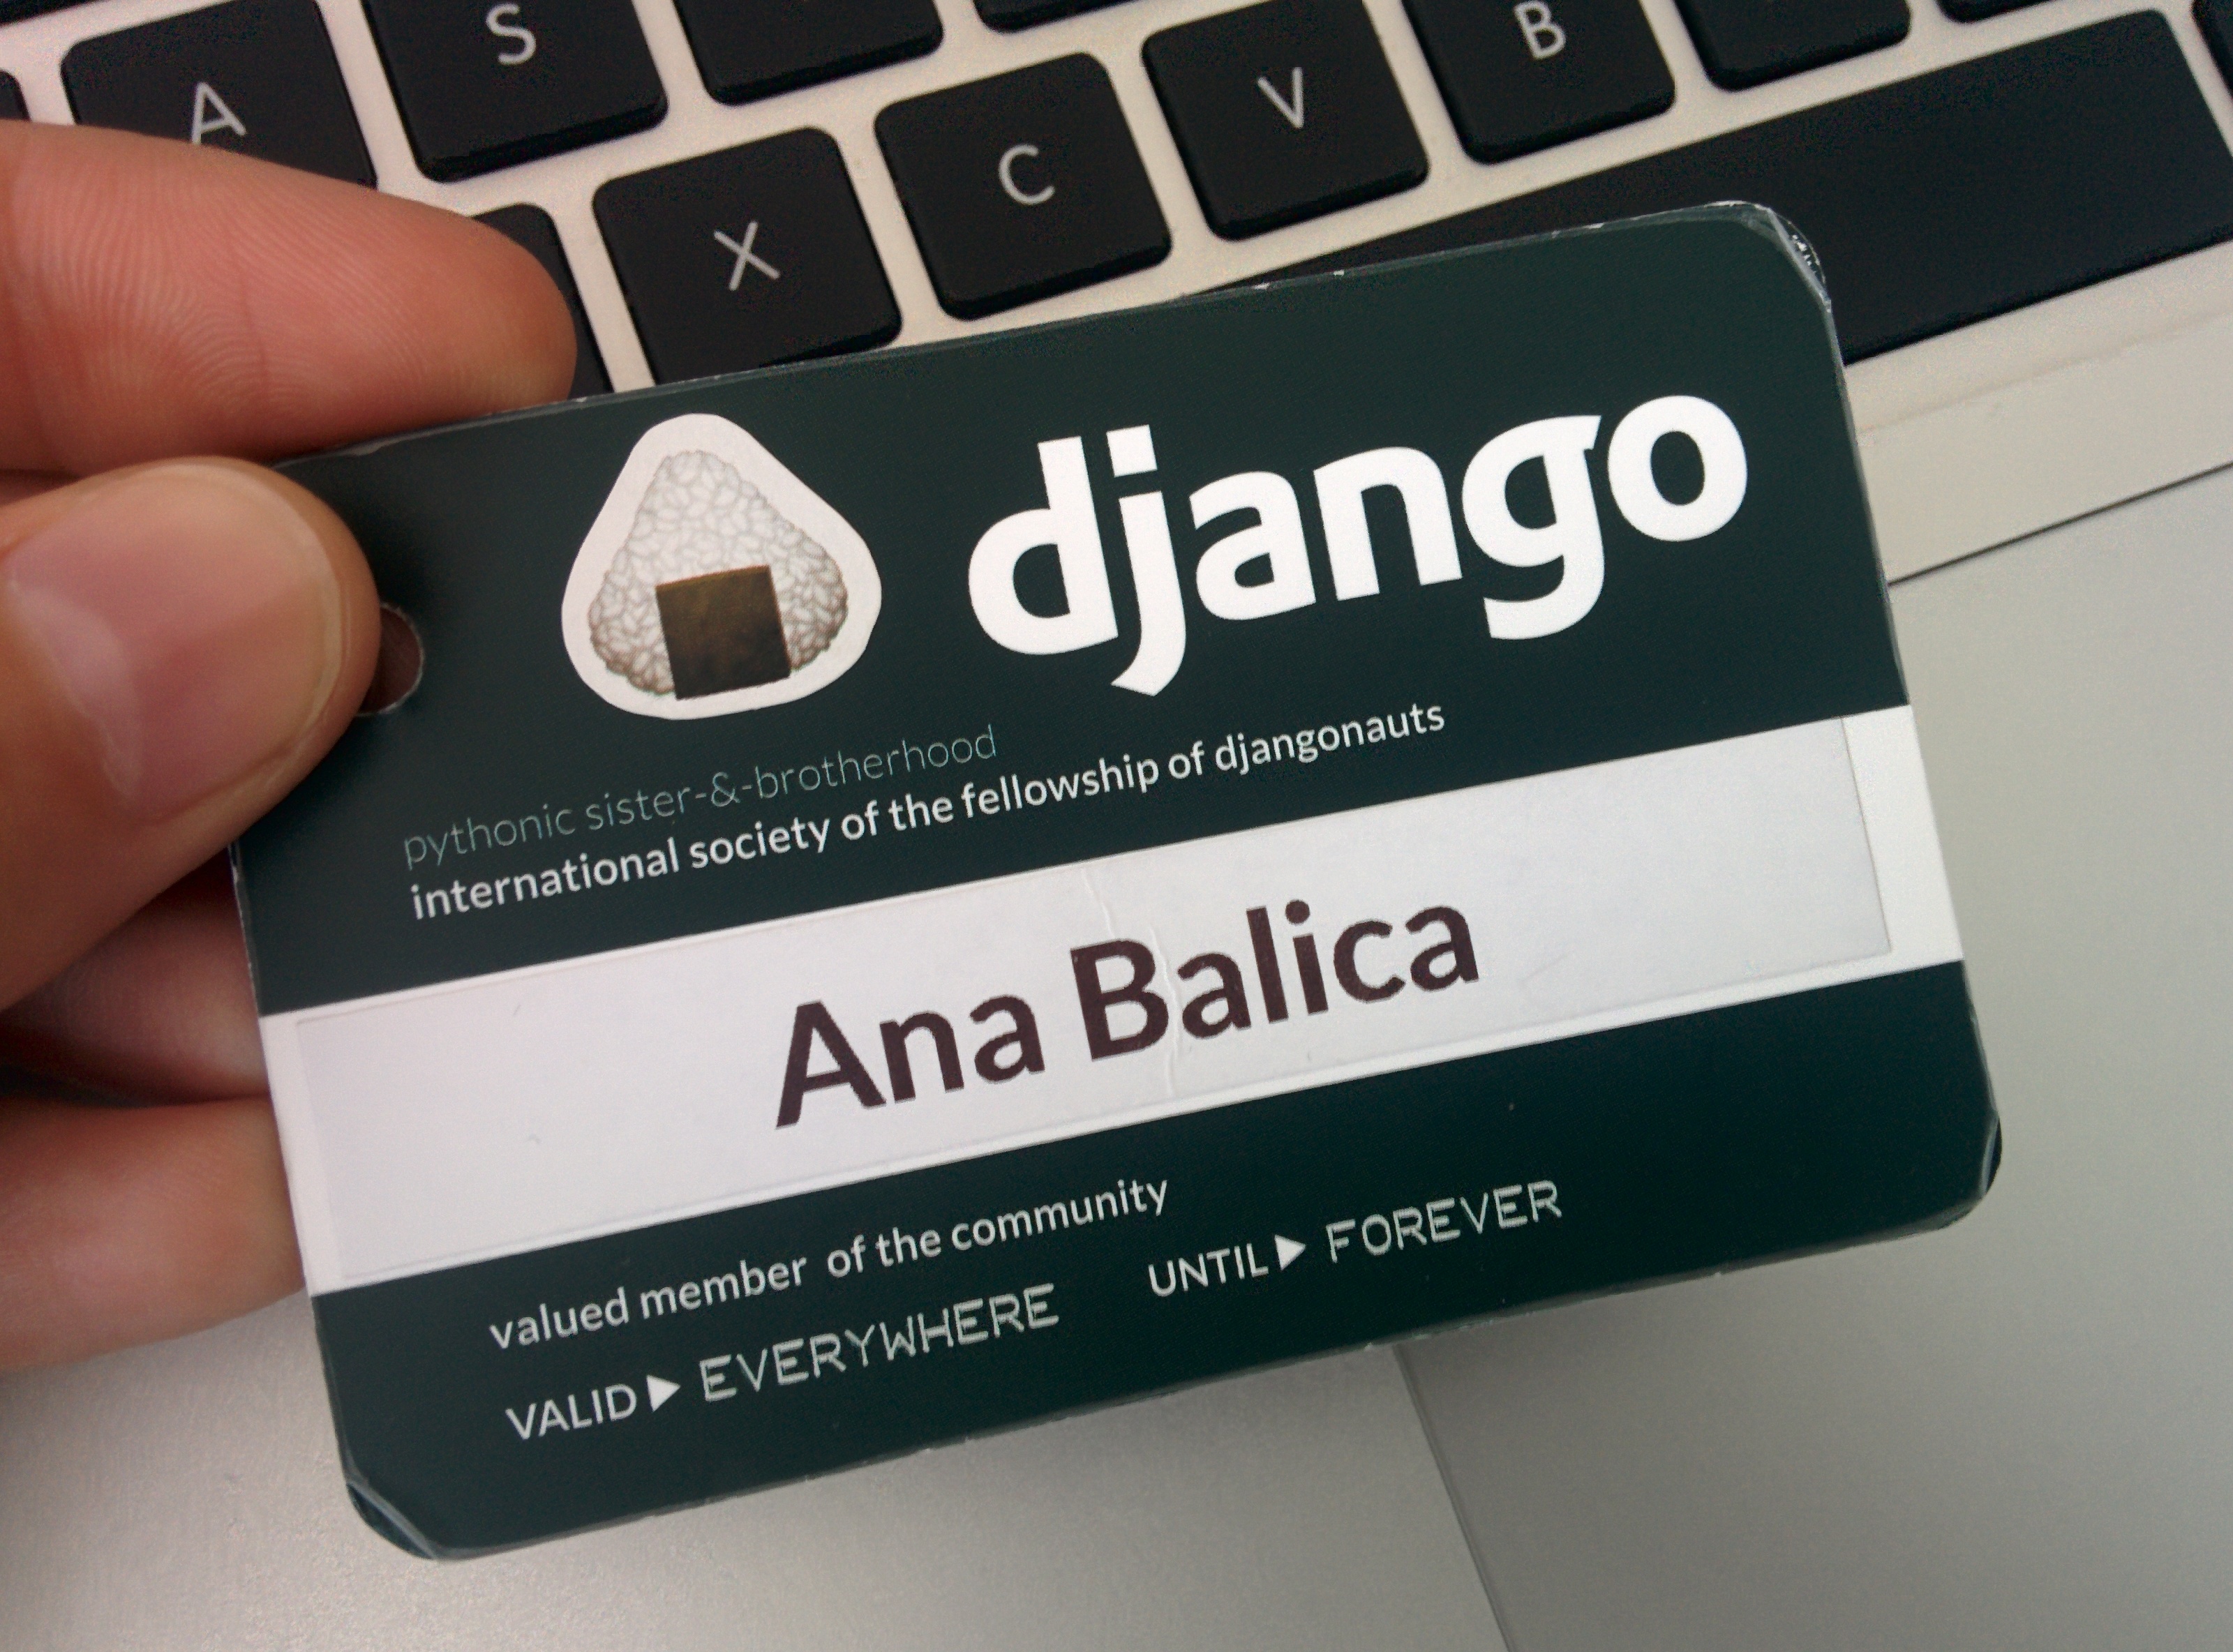 A S
X C V B
django
pythonic sister-&-brotherhood
international society of the fellowship of djangonauts
Ana Balica
valued member of the community
VALID▶ EVERYWHERE UNTIL▶ FOREVER